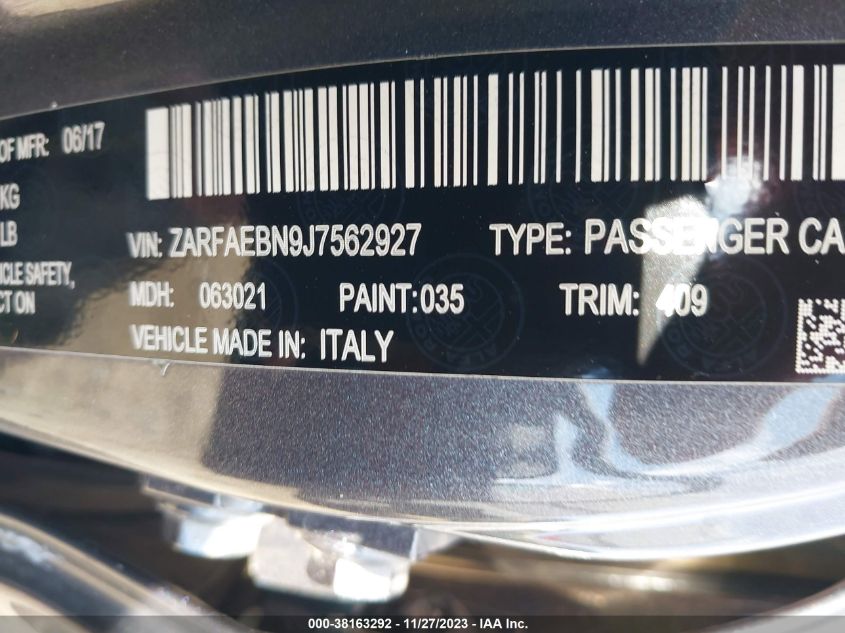 OF MFR: 06/17
KG
LB
HICLE SAFETY,
CT ON
VIN: ZARFAEBN9J7562927
TYPE: PASSENGER CA
MDH: 063021 PAINT:035 TRIM: 409
VEHICLE MADE IN: ITALY
000-38163292 - 11/27/2023 - IAA Inc.